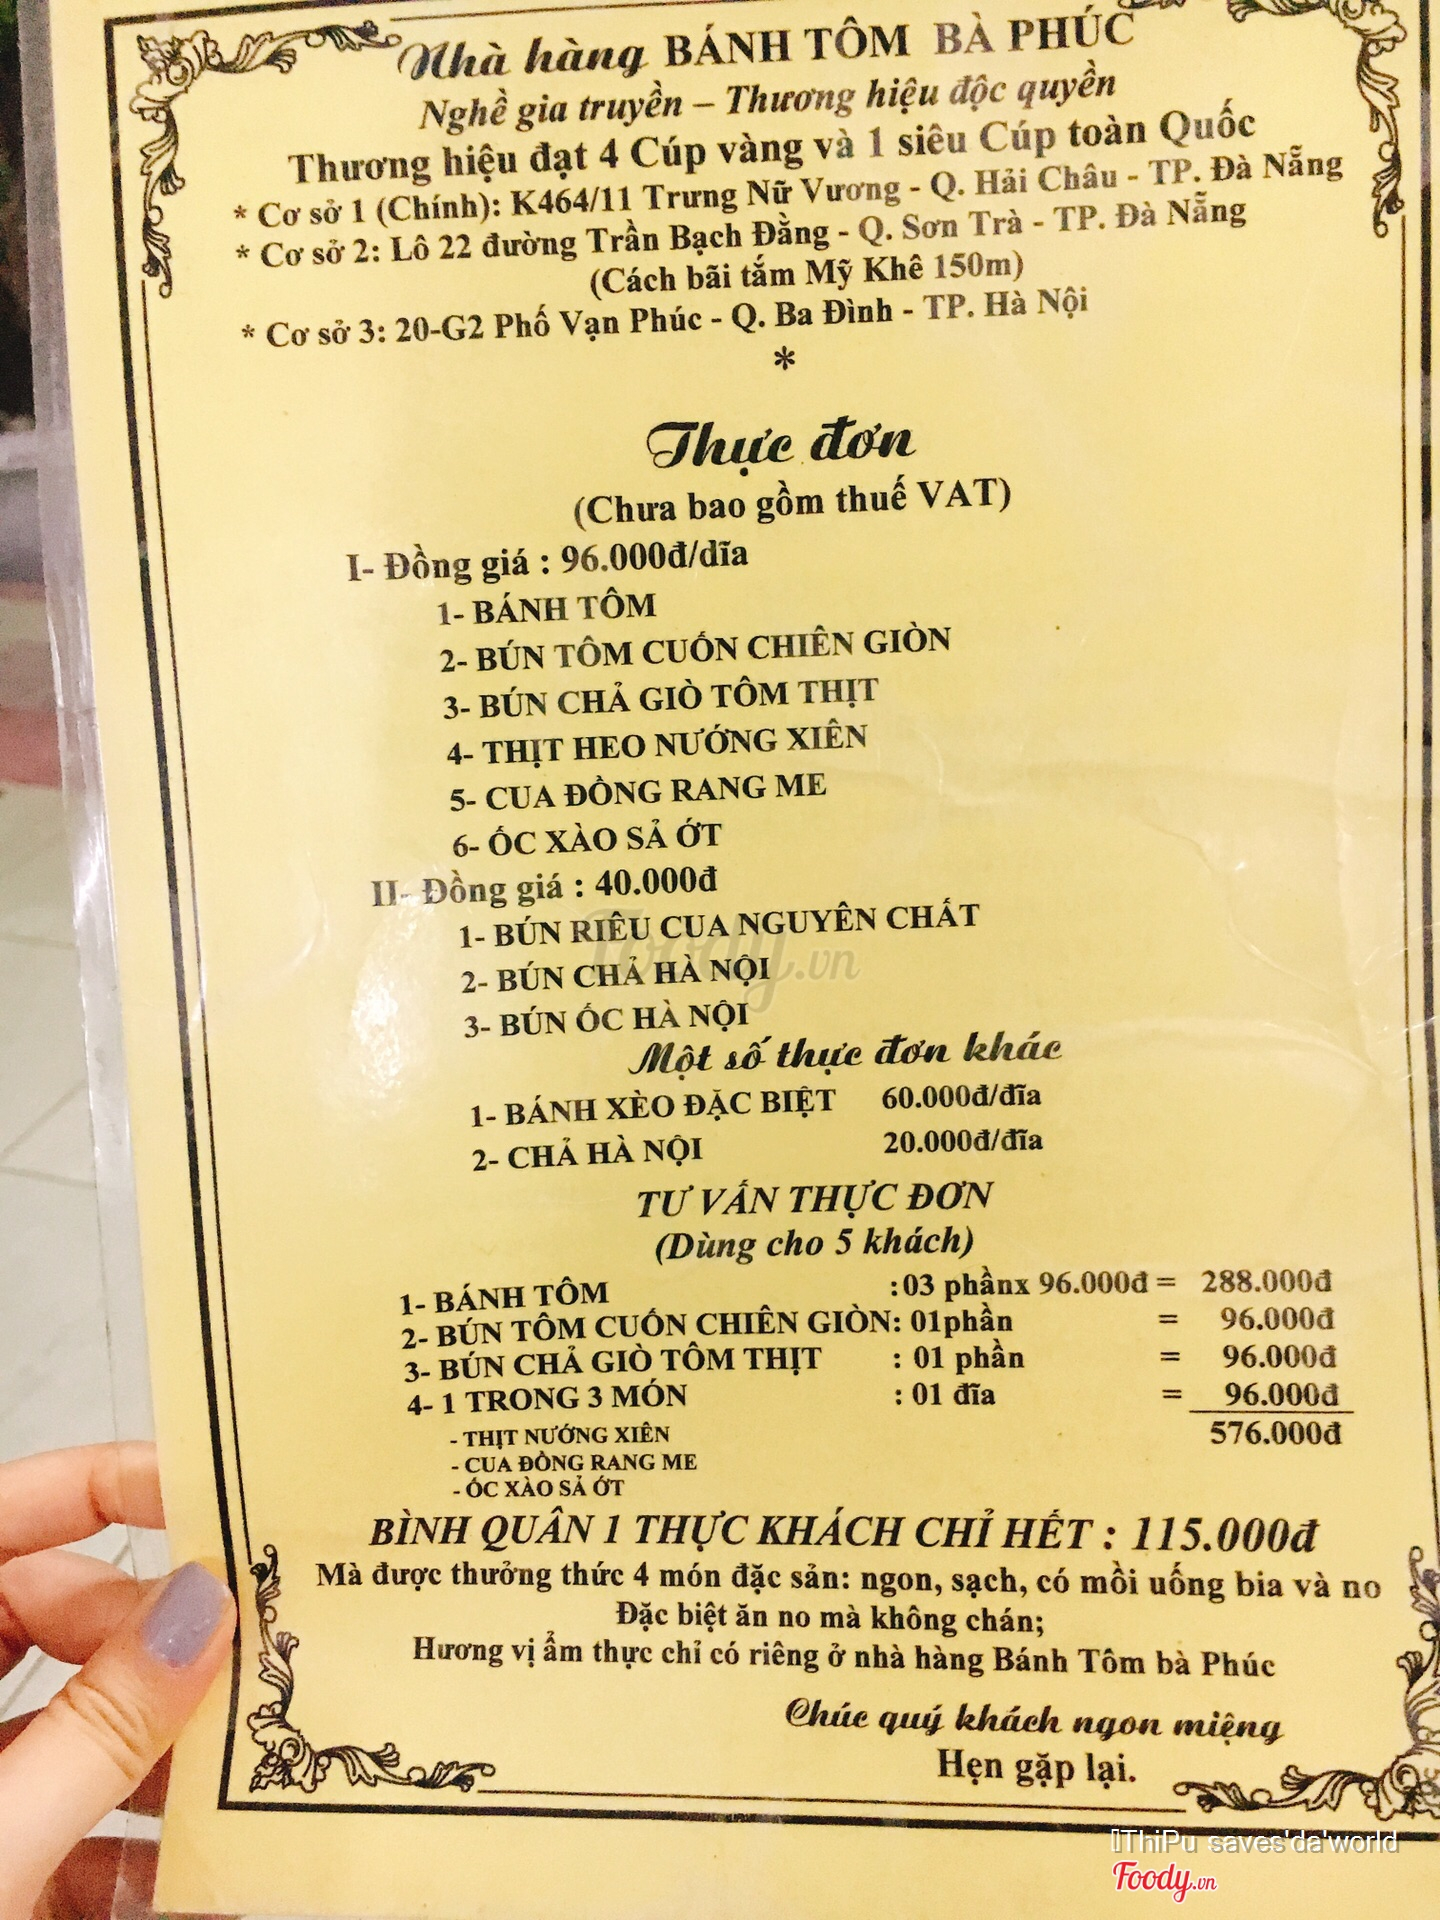 Nhà hàng BÁNH TÔM BÀ PHÚC
Nghề gia truyền – Thương hiệu độc quyền
Thương hiệu đạt 4 Cúp vàng và 1 siêu Cúp toàn Quốc
* Cơ sở 1 (Chính): K464/11 Trưng Nữ Vương - Q. Hải Châu - TP. Đà Nẵng
* Cơ sở 2: Lô 22 đường Trần Bạch Đằng - Q. Sơn Trà - TP. Đà Nẵng
(Cách bãi tắm Mỹ Khê 150m)
* Cơ sở 3: 20-G2 Phố Vạn Phúc - Q. Ba Đình - TP. Hà Nội
*
Thực đơn
(Chưa bao gồm thuế VAT)
I- Đồng giá : 96.000đ/dĩa
1- BÁNH TÔM
2- BÚN TÔM CUỐN CHIÊN GIÒN
3- BÚN CHẢ GIÒ TÔM THỊT
4- THỊT HEO NƯỚNG XIÊN
5- CUA ĐỒNG RANG ME
6- ỐC XÀO SẢ ỚT
II- Đồng giá : 40.000đ
1- BÚN RIÊU CUA NGUYÊN CHẤT
Foody.vn
2- BÚN CHẢ HÀ NỘI
3- BÚN ỐC HÀ NỘI
Một số thực đơn khác
1- BÁNH XÈO ĐẶC BIỆT 60.000đ/đĩa
2- CHẢ HÀ NỘI 20.000đ/đĩa
TƯ VẤN THỰC ĐƠN
(Dùng cho 5 khách)
1- BÁNH TÔM :03 phầnx 96.000đ = 288.000đ
2- BÚN TÔM CUỐN CHIÊN GIÒN: 01phần = 96.000đ
3- BÚN CHẢ GIÒ TÔM THỊT : 01 phần = 96.000đ
4- 1 TRONG 3 MÓN : 01 đĩa = 96.000đ
- THỊT NƯỚNG XIÊN 576.000đ
- CUA ĐỒNG RANG ME
- ỐC XÀO SẢ ỚT
BÌNH QUÂN 1 THỰC KHÁCH CHỈ HẾT : 115.000đ
Mà được thưởng thức 4 món đặc sản: ngon, sạch, có mồi uống bia và no
Đặc biệt ăn no mà không chán;
Hương vị ẩm thực chỉ có riêng ở nhà hàng Bánh Tôm bà Phúc
Chúc quý khách ngon miệng
Hẹn gặp lại.
ThiPu saves'da'world
Foody.vn